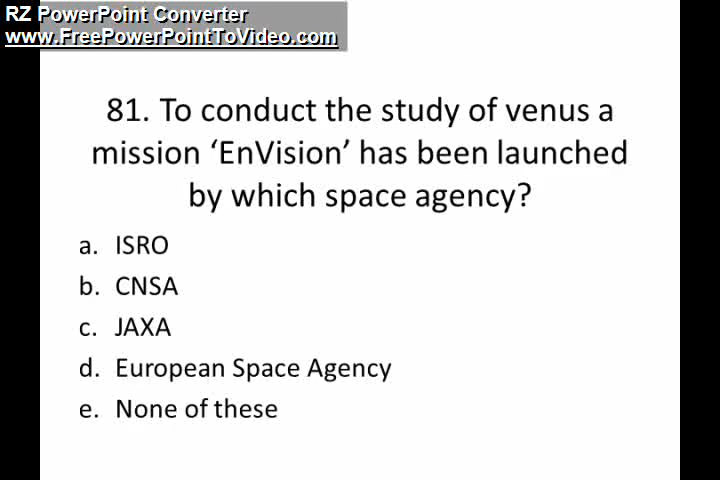 RZ PowerPoint Converter
www.FreePowerPointToVideo.com
81. To conduct the study of venus a
mission ‘EnVision’ has been launched
by which space agency?
a. ISRO
b. CNSA
c. JAXA
d. European Space Agency
e. None of these